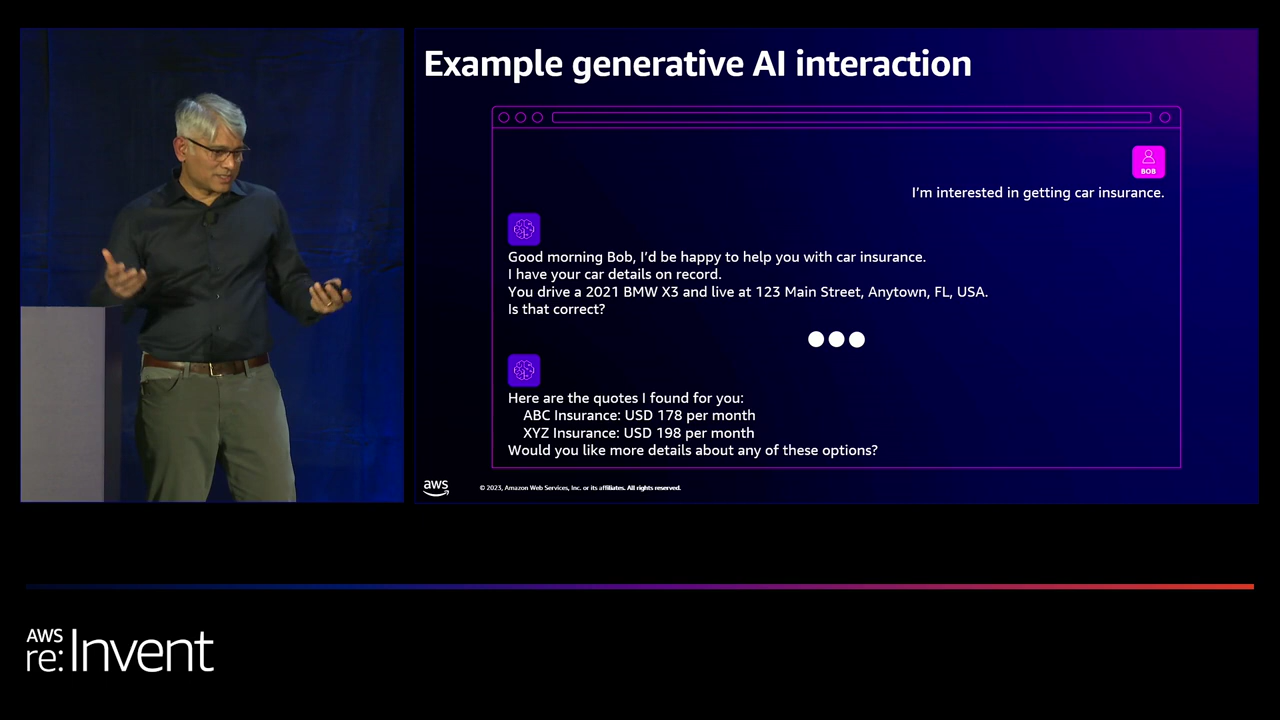 Example generative AI interaction
BOB
I'm interested in getting car insurance.
Good morning Bob, I'd be happy to help you with car insurance.
I have your car details on record.
You drive a 2021 BMW X3 and live at 123 Main Street, Anytown, FL, USA.
Is that correct?
Here are the quotes I found for you:
ABC Insurance: USD 178 per month
XYZ Insurance: USD 198 per month
Would you like more details about any of these options?
aws
© 2023, Amazon Web Services, Inc. or its affiliates. All rights reserved.
AWS
re:Invent